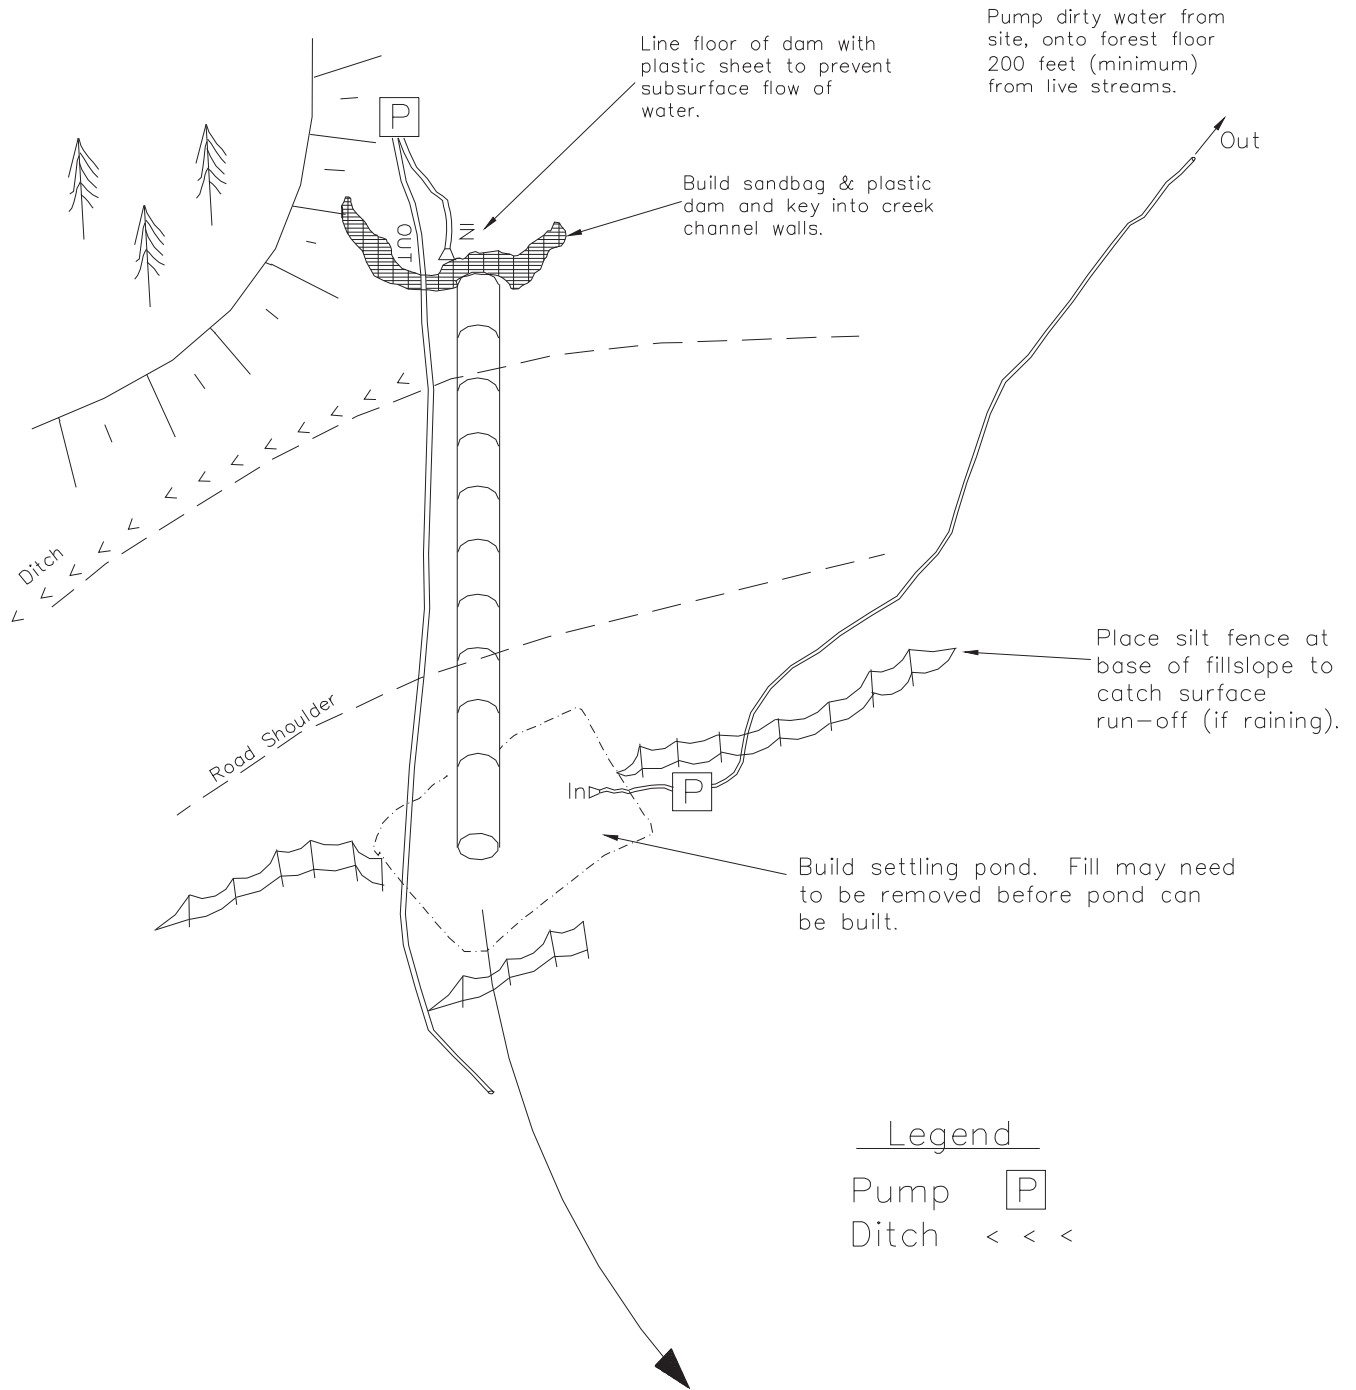 Pump dirty water from
site, onto forest floor
200 feet (minimum)
from live streams.
Line floor of dam with
plastic sheet to prevent
subsurface flow of
water.
P
Out
Build sandbag & plastic
dam and key into creek
channel walls.
OUT
IN
Ditch
Place silt fence at
base of fillslope to
catch surface
run-off (if raining).
Road Shoulder
In
P
Build settling pond. Fill may need
to be removed before pond can
be built.
Legend
Pump P
Ditch < < <